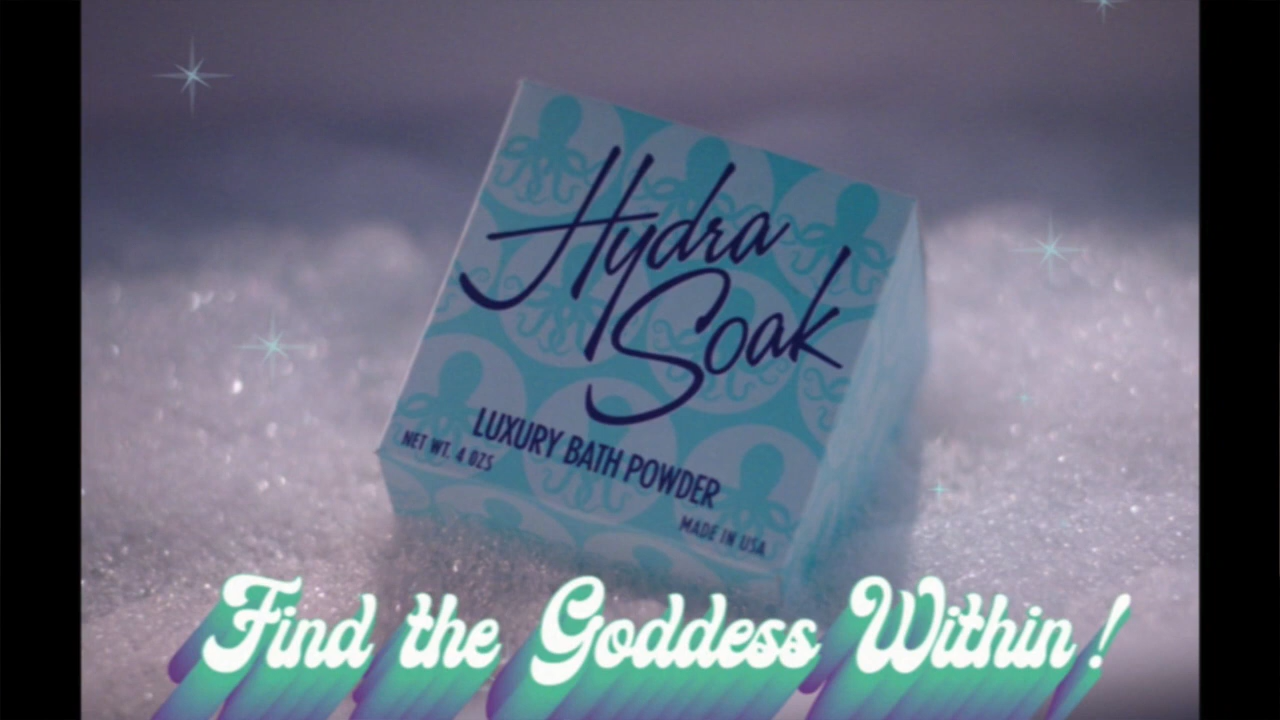 Hydra
Soak
LUXURY BATH POWDER
NET WT. 4 OZS
MADE IN USA
Find the Goddess Within!